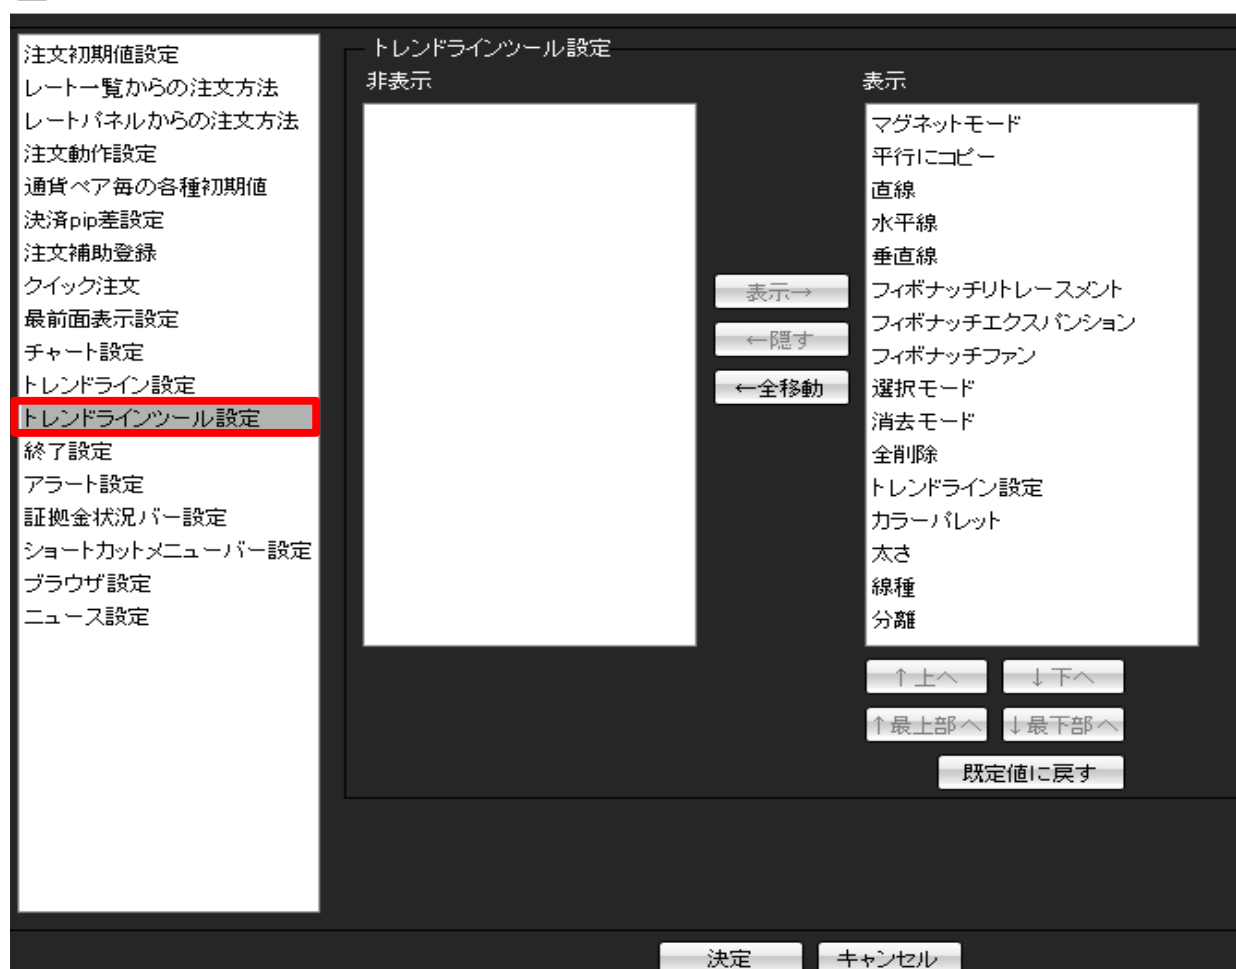 注文初期値設定
レート一覧からの注文方法
レートパネルからの注文方法
注文動作設定
通貨ペア毎の各種初期値
決済pip差設定
注文補助登録
クイック注文
最前面表示設定
チャート設定
トレンドライン設定
トレンドラインツール設定
終了設定
アラート設定
証拠金状況バー設定
ショートカットメニューバー設定
ブラウザ設定
ニュース設定
トレンドラインツール設定
非表示
表示→
←隠す
←全移動
表示
マグネットモード
平行にコピー
直線
水平線
垂直線
フィボナッチリトレースメント
フィボナッチエクスパンション
フィボナッチファン
選択モード
消去モード
全削除
トレンドライン設定
カラーパレット
太さ
線種
分離
↑上へ
↓下へ
↑最上部へ
↓最下部へ
既定値に戻す
決定
キャンセル